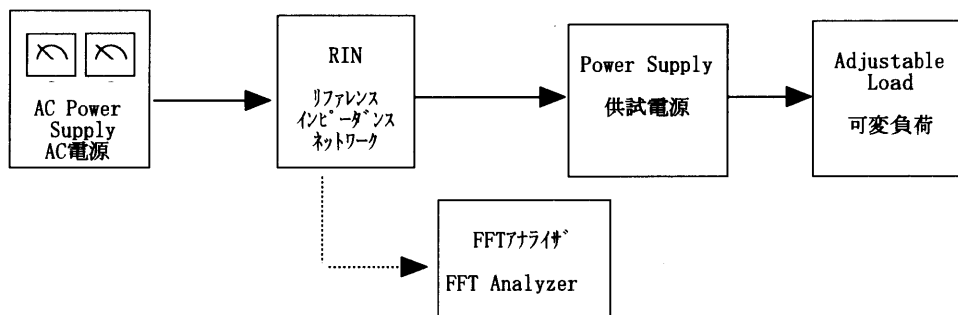 AC Power
Supply
AC電源
RIN
ﾘﾌｧﾚﾝｽ
ｲﾝﾋﾟｰﾀﾞﾝｽ
ﾈｯﾄﾜｰｸ
Power Supply
供試電源
Adjustable
Load
可変負荷
FFTｱﾅﾗｲｻﾞ
FFT Analyzer